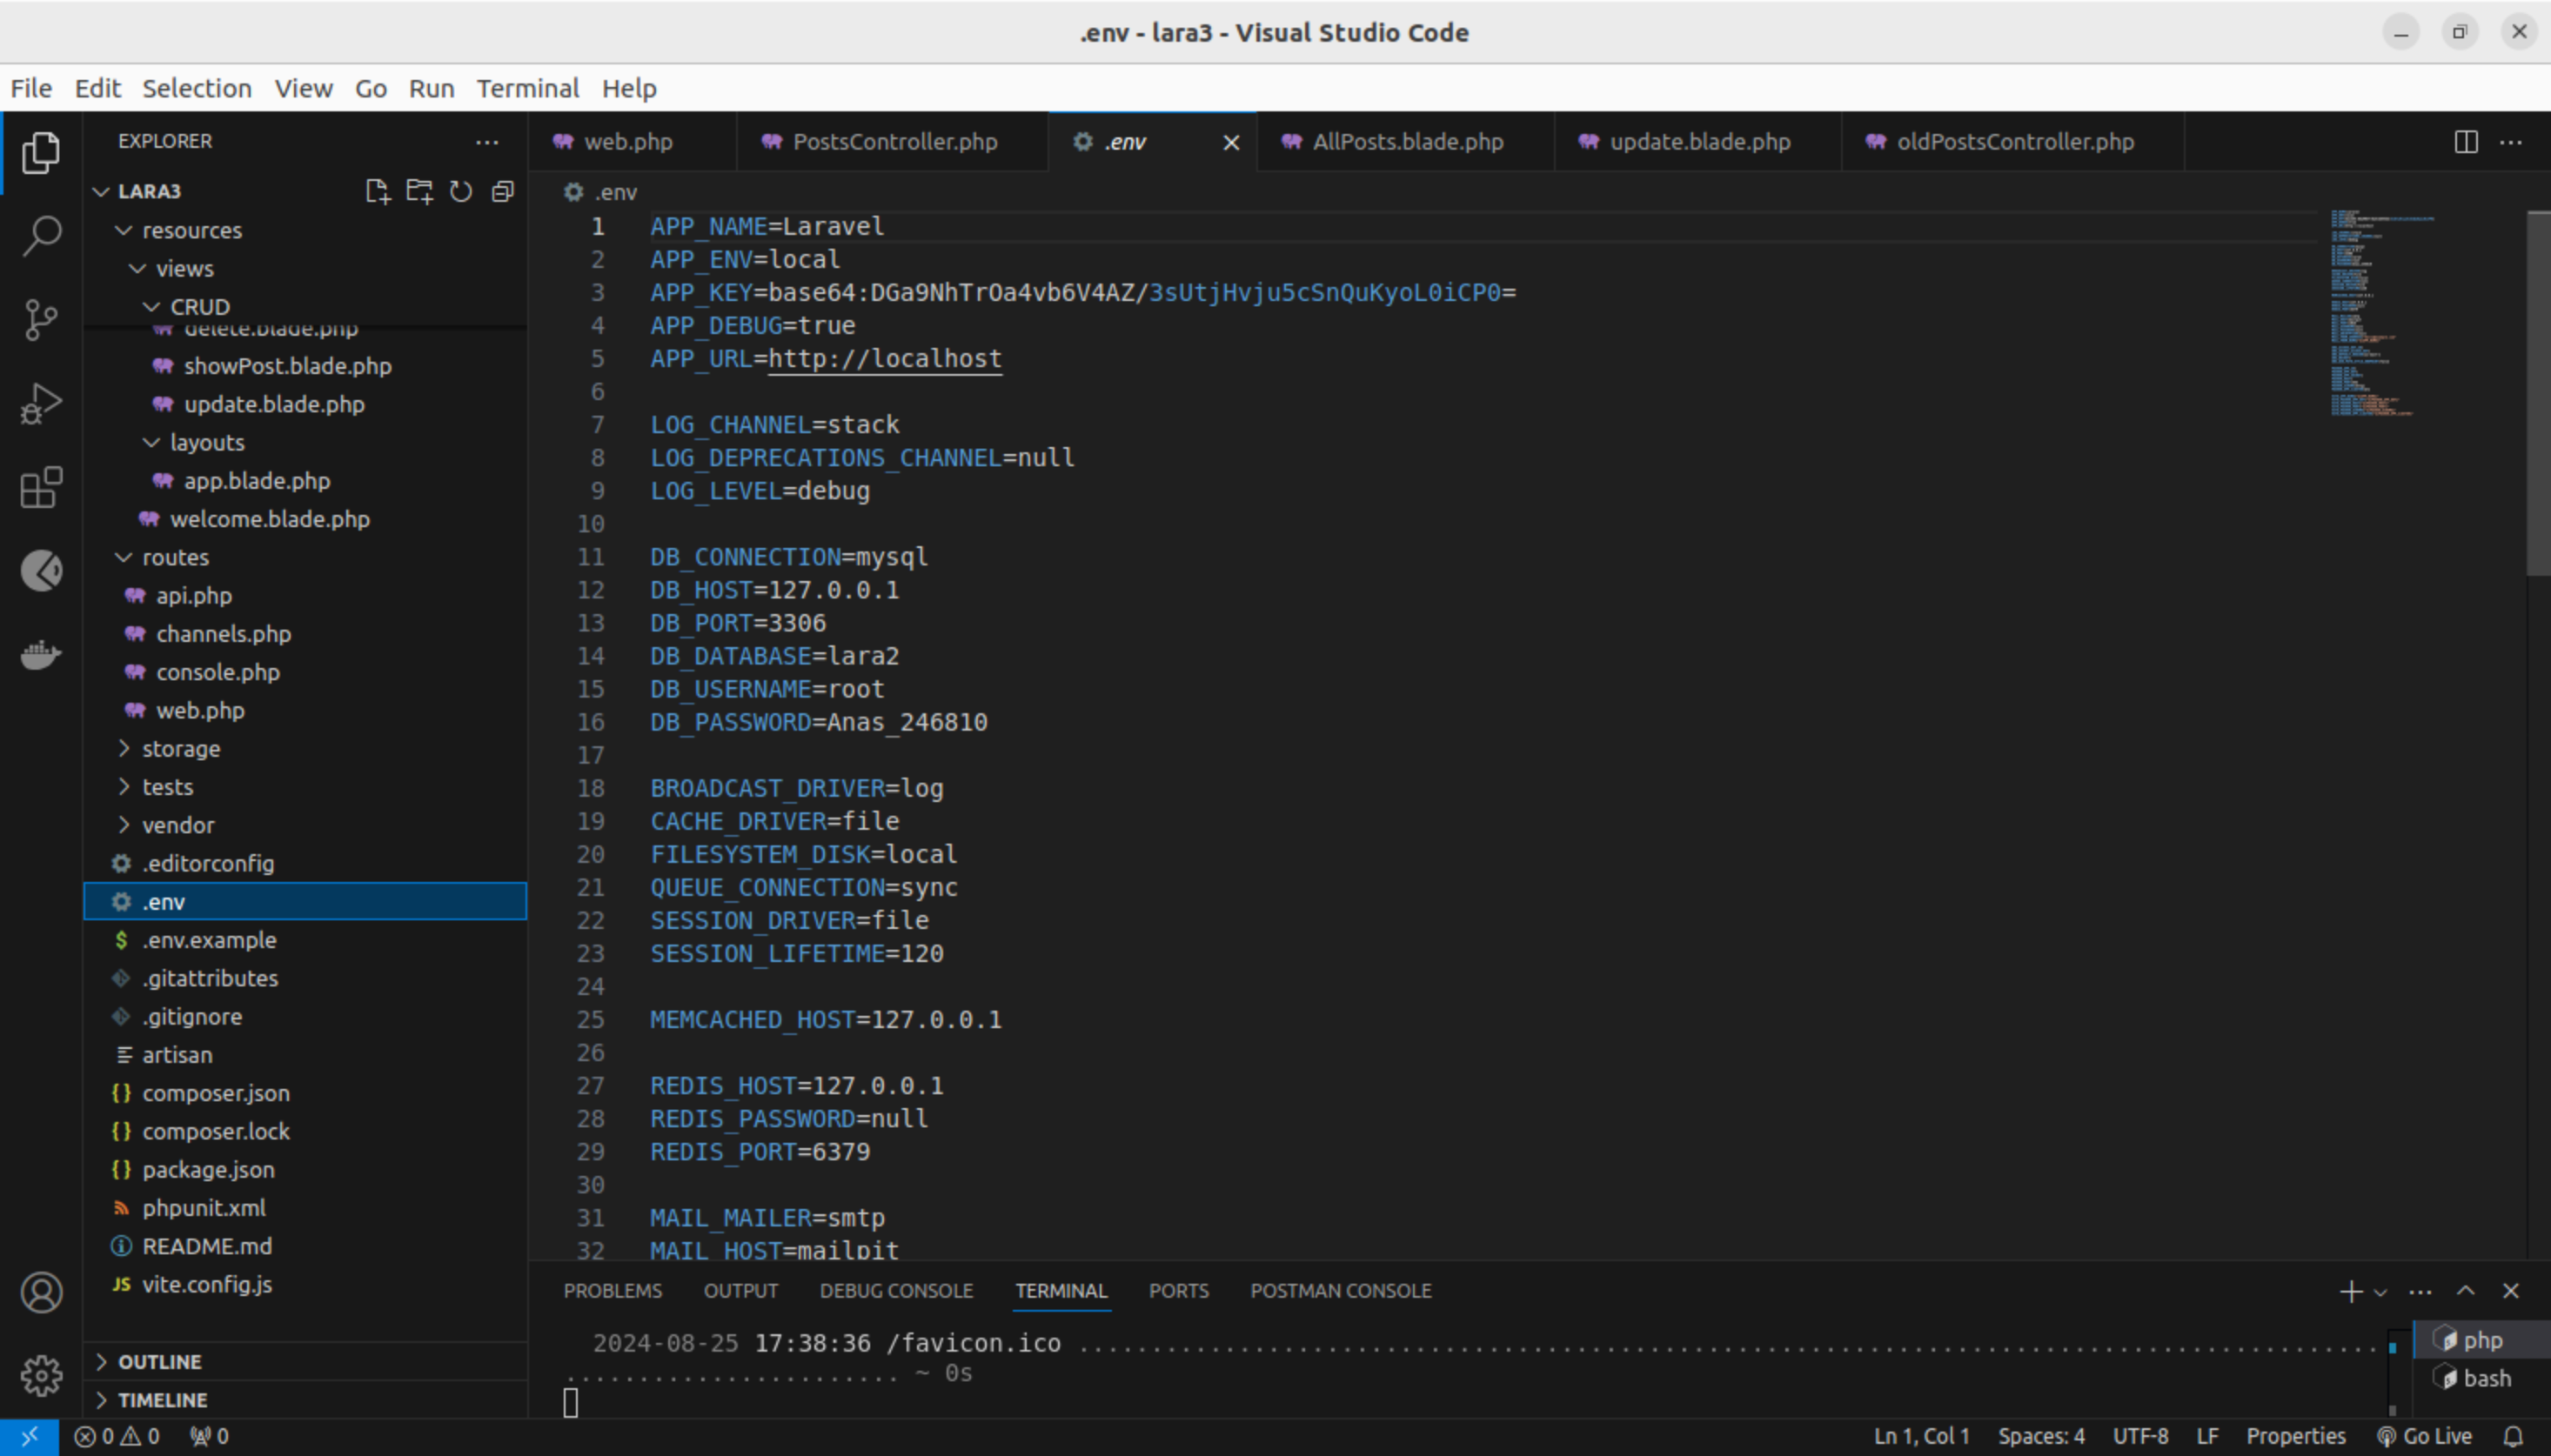 .env - lara3 - Visual Studio Code
File Edit Selection View Go Run Terminal Help
EXPLORER
LARA3
resources
views
CRUD
delete.blade.php
showPost.blade.php
update.blade.php
layouts
app.blade.php
welcome.blade.php
routes
api.php
channels.php
console.php
web.php
storage
tests
vendor
.editorconfig
.env
.env.example
.gitattributes
.gitignore
artisan
composer.json
composer.lock
package.json
phpunit.xml
README.md
vite.config.js
OUTLINE
TIMELINE
web.php PostsController.php .env AllPosts.blade.php update.blade.php oldPostsController.php
.env
1 APP_NAME=Laravel
2 APP_ENV=local
3 APP_KEY=base64:DGa9NhTrOa4vb6V4AZ/3sUtjHvju5cSnQuKyoL0iCP0=
4 APP_DEBUG=true
5 APP_URL=http://localhost
6
7 LOG_CHANNEL=stack
8 LOG_DEPRECATIONS_CHANNEL=null
9 LOG_LEVEL=debug
10
11 DB_CONNECTION=mysql
12 DB_HOST=127.0.0.1
13 DB_PORT=3306
14 DB_DATABASE=lara2
15 DB_USERNAME=root
16 DB_PASSWORD=Anas_246810
17
18 BROADCAST_DRIVER=log
19 CACHE_DRIVER=file
20 FILESYSTEM_DISK=local
21 QUEUE_CONNECTION=sync
22 SESSION_DRIVER=file
23 SESSION_LIFETIME=120
24
25 MEMCACHED_HOST=127.0.0.1
26
27 REDIS_HOST=127.0.0.1
28 REDIS_PASSWORD=null
29 REDIS_PORT=6379
30
31 MAIL_MAILER=smtp
32 MAIL_HOST=mailpit
PROBLEMS OUTPUT DEBUG CONSOLE TERMINAL PORTS POSTMAN CONSOLE
2024-08-25 17:38:36 /favicon.ico ........................................................................................
....................... ~ 0s
php
bash
0 0 0 Ln 1, Col 1 Spaces: 4 UTF-8 LF Properties Go Live